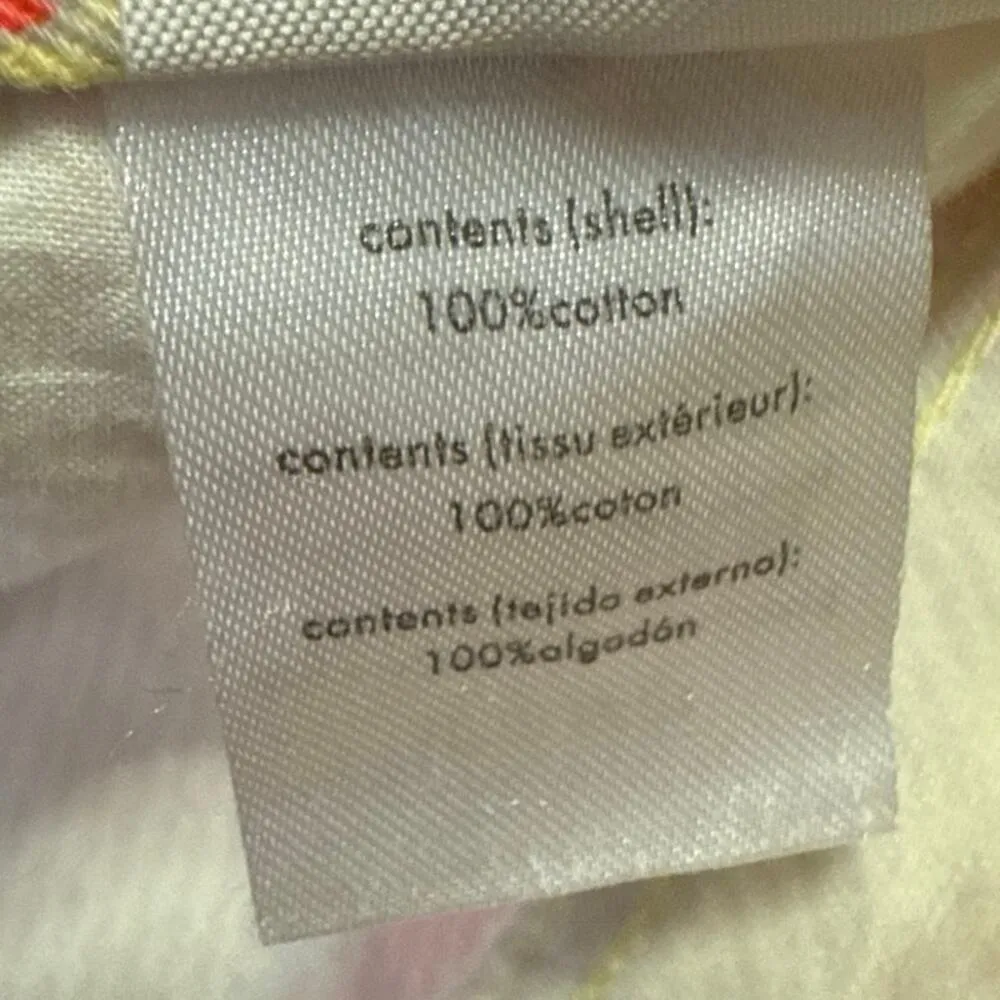 contents (shell):
100%cotton
contents (tissu extérieur):
100%coton
contents (tejido externo):
100%algodón